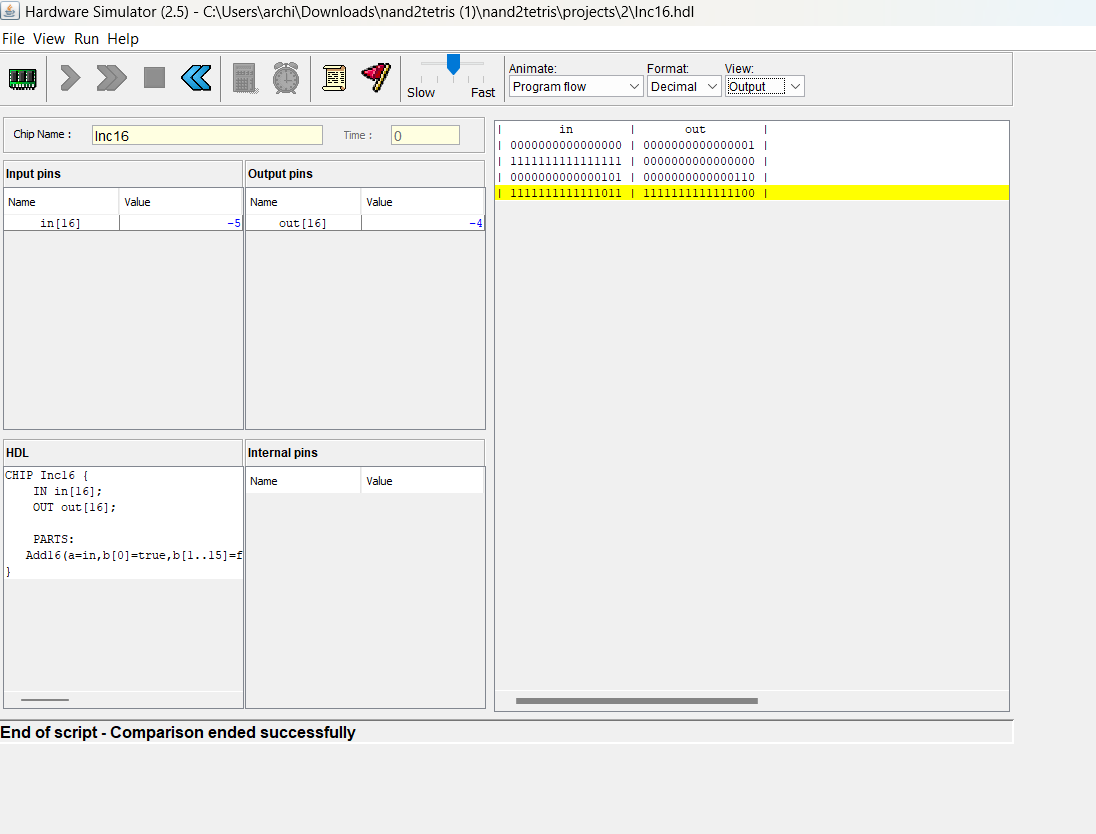 Hardware Simulator (2.5) - C:\Users\archi\Downloads\nand2tetris (1)\nand2tetris\projects\2\Inc16.hdl
File View Run Help
Slow Fast
Animate: Format: View:
Program flow Decimal Output
Chip Name : Inc16 Time : 0
Input pins
Name Value
in[16] -5
Output pins
Name Value
out[16] -4
HDL
CHIP Inc16 {
IN in[16];
OUT out[16];
PARTS:
Add16(a=in,b[0]=true,b[1..15]=f
}
Internal pins
Name Value
| in | out |
| 0000000000000000 | 0000000000000001 |
| 1111111111111111 | 0000000000000000 |
| 0000000000000101 | 0000000000000110 |
| 1111111111111011 | 1111111111111100 |
End of script - Comparison ended successfully